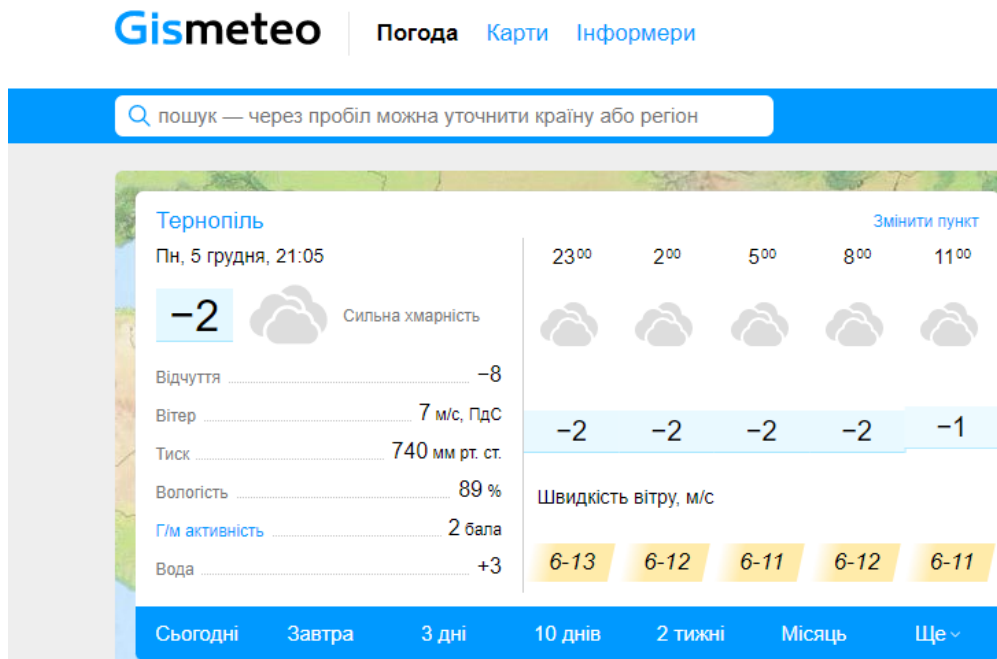 Gismeteo Погода Карти Інформери
пошук — через пробіл можна уточнити країну або регіон
Тернопіль
Змінити пункт
Пн, 5 грудня, 21:05
23⁰⁰ 2⁰⁰ 5⁰⁰ 8⁰⁰ 11⁰⁰
−2 Сильна хмарність
Відчуття −8
Вітер 7 м/с, ПдС
Тиск 740 мм рт. ст.
Вологість 89 %
Г/м активність 2 бала
Вода +3
−2 −2 −2 −2 −1
Швидкість вітру, м/с
6-13 6-12 6-11 6-12 6-11
Сьогодні Завтра 3 дні 10 днів 2 тижні Місяць Ще